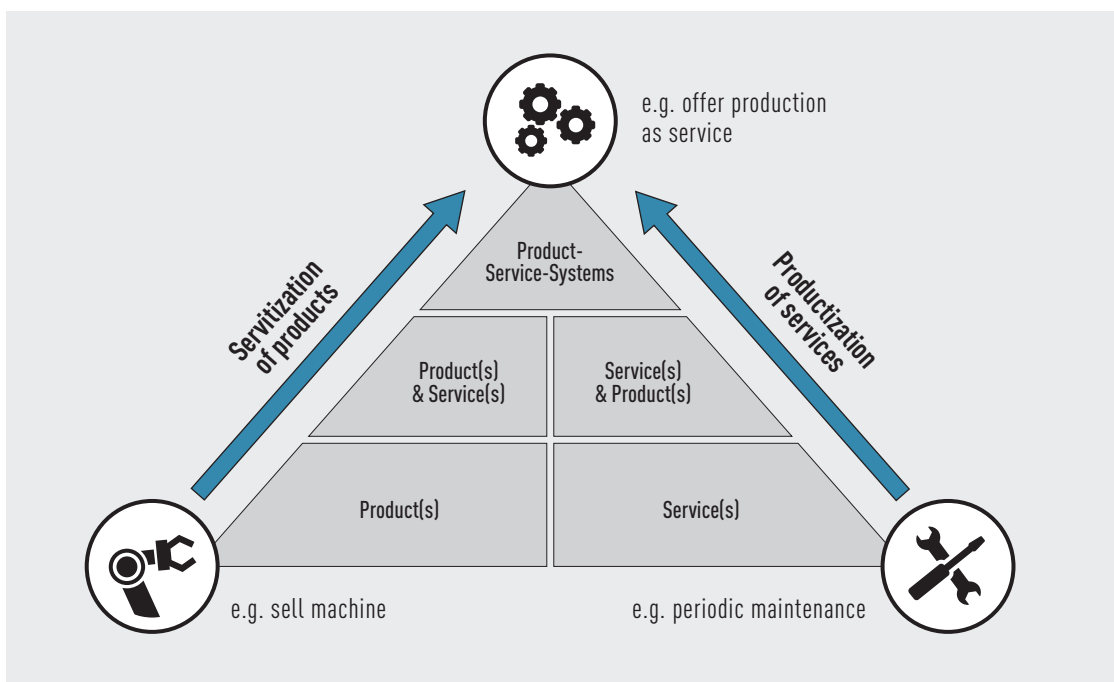 e.g. offer production
as service
Product-
Service-Systems
Servitization
of products
Productization
of services
Product(s)
& Service(s)
Service(s)
& Product(s)
Product(s)
Service(s)
e.g. sell machine
e.g. periodic maintenance